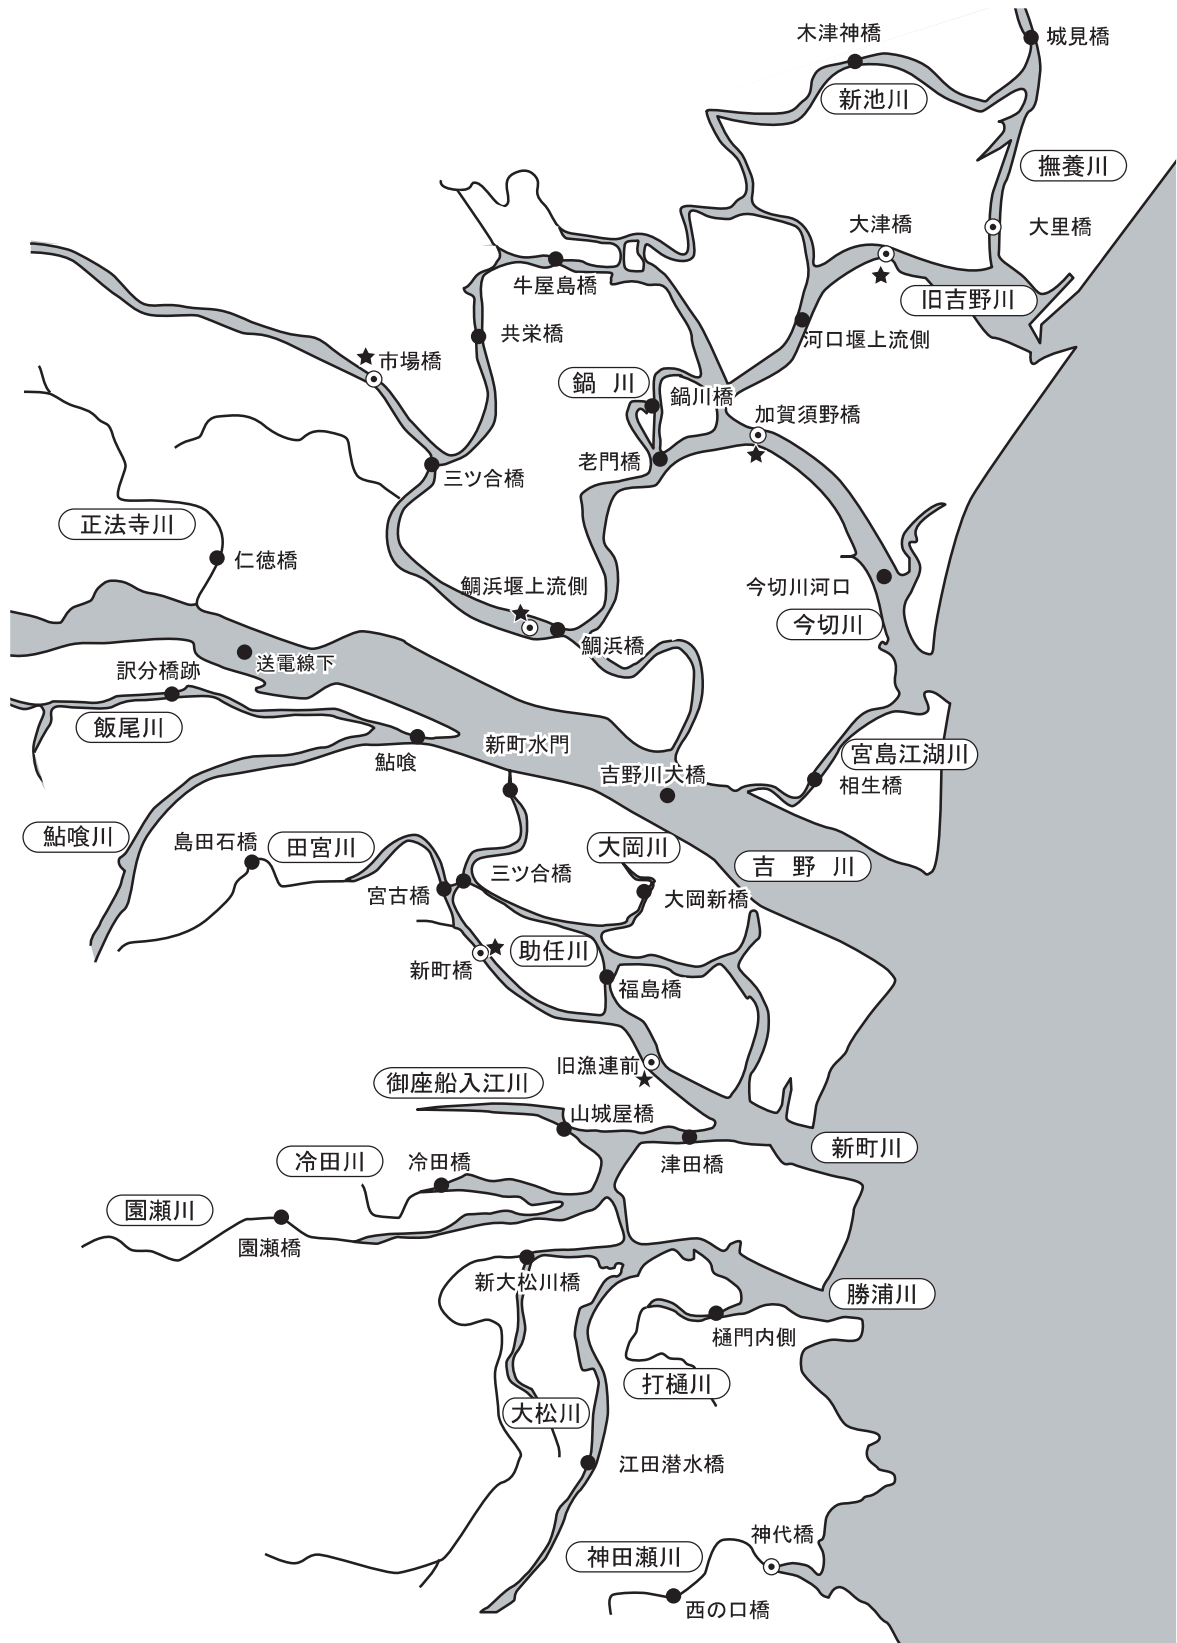 木津神橋
城見橋
新池川
撫養川
大津橋
大里橋
牛屋島橋
旧吉野川
共栄橋
河口堰上流側
市場橋
鍋 川
鍋川橋
加賀須野橋
老門橋
三ツ合橋
正法寺川
仁徳橋
鯛浜堰上流側
今切川河口
今切川
鯛浜橋
送電線下
訳分橋跡
飯尾川
新町水門
鮎喰
宮島江湖川
吉野川大橋
相生橋
鮎喰川
島田石橋
田宮川
大岡川
吉 野 川
三ツ合橋
宮古橋
大岡新橋
助任川
新町橋
福島橋
旧漁連前
御座船入江川
山城屋橋
新町川
冷田川
冷田橋
津田橋
園瀬川
園瀬橋
新大松川橋
勝浦川
樋門内側
打樋川
大松川
江田潜水橋
神代橋
神田瀬川
西の口橋